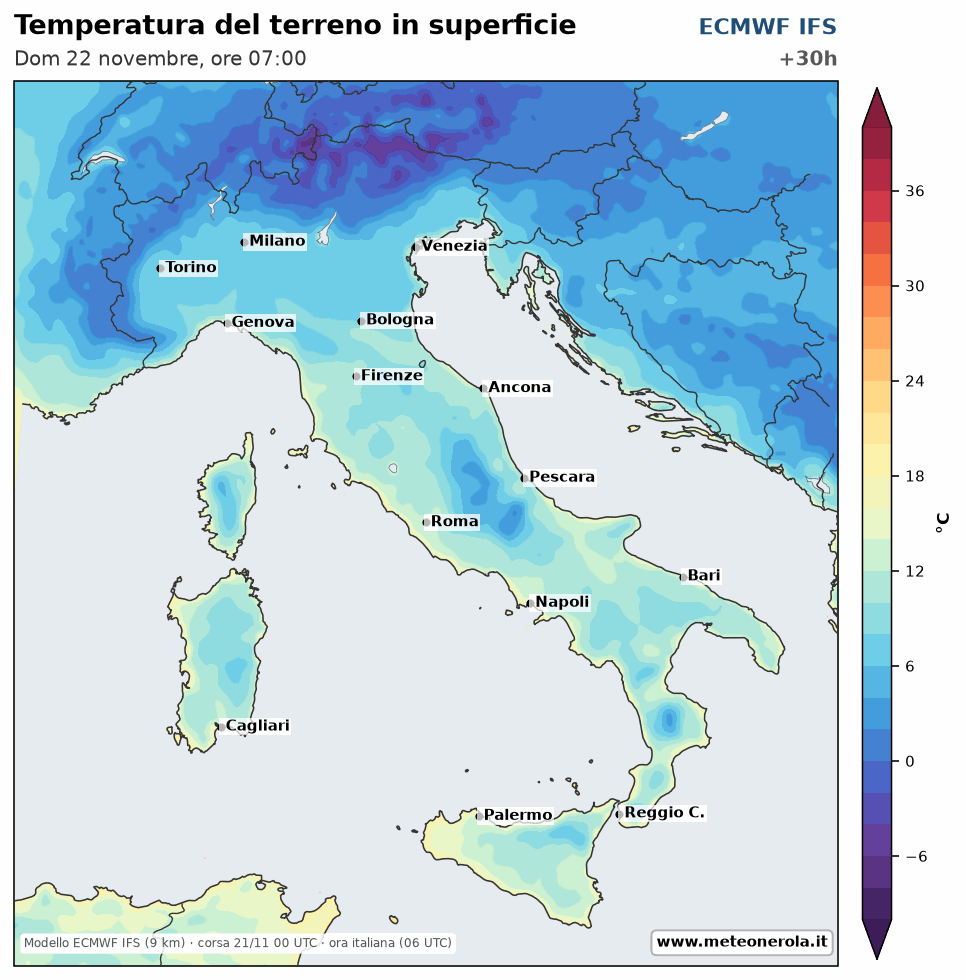 Temperatura del terreno in superficie
ECMWF IFS
Dom 22 novembre, ore 07:00
+30h
Milano
Venezia
Torino
Genova
Bologna
Firenze
Ancona
Pescara
Roma
Bari
Napoli
Cagliari
Palermo
Reggio C.
36
30
24
18
12
6
0
−6
°C
Modello ECMWF IFS (9 km) · corsa 21/11 00 UTC · ora italiana (06 UTC)
www.meteonerola.it